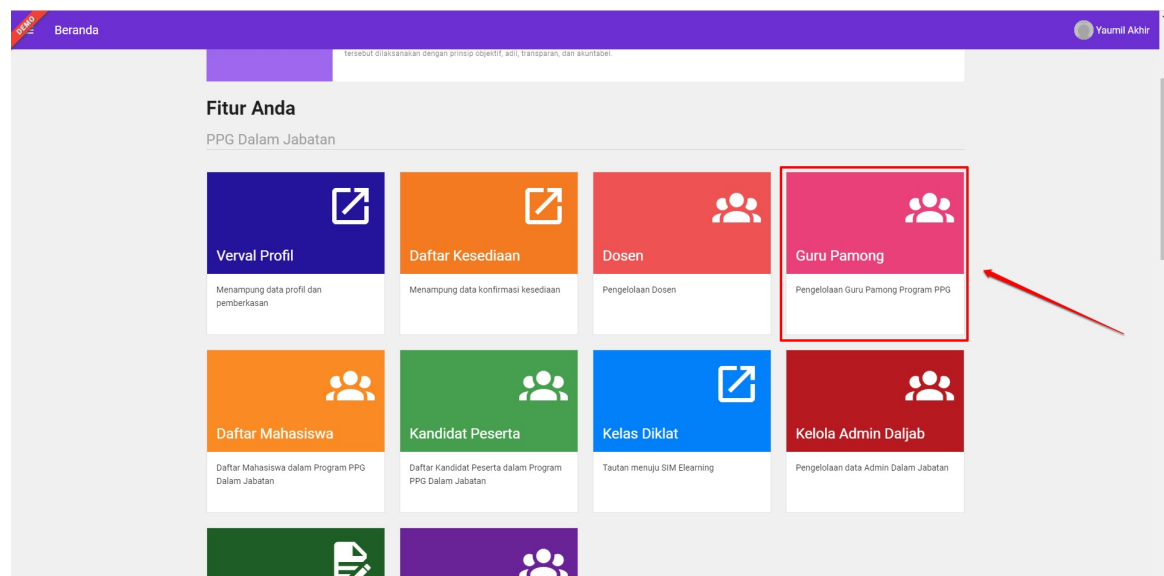 DEMO
Beranda
Yaumil Akhir
tersebut dilaksanakan dengan prinsip objektif, adil, transparan, dan akuntabel.
Fitur Anda
PPG Dalam Jabatan
Verval Profil
Menampung data profil dan
pemberkasan
Daftar Kesediaan
Menampung data konfirmasi kesediaan
Dosen
Pengelolaan Dosen
Guru Pamong
Pengelolaan Guru Pamong Program PPG
Daftar Mahasiswa
Daftar Mahasiswa dalam Program PPG
Dalam Jabatan
Kandidat Peserta
Daftar Kandidat Peserta dalam Program
PPG Dalam Jabatan
Kelas Diklat
Tautan menuju SIM Elearning
Kelola Admin Daljab
Pengelolaan data Admin Dalam Jabatan